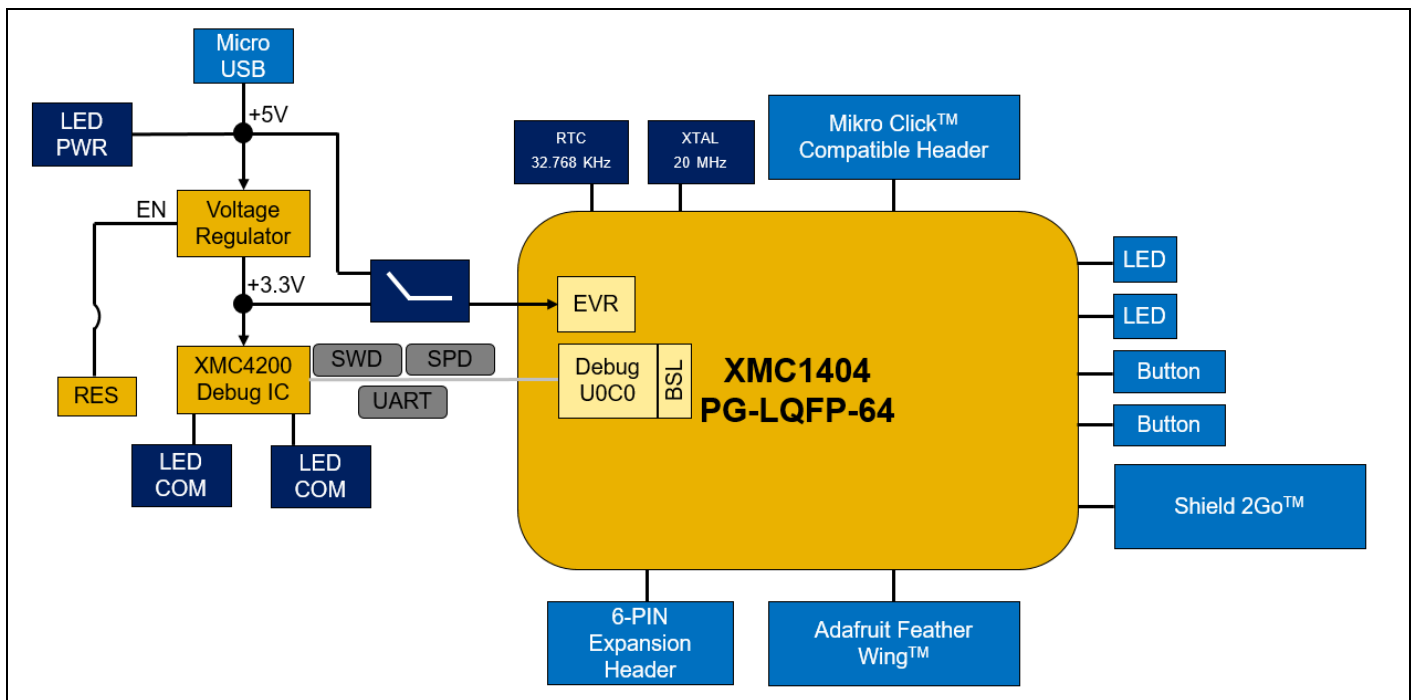 Micro
USB
LED
PWR
+5V
RTC
32.768 KHz
XTAL
20 MHz
Mikro Click™
Compatible Header
EN
Voltage
Regulator
+3.3V
EVR
LED
LED
XMC4200
Debug IC
SWD
SPD
UART
Debug
U0C0
BSL
XMC1404
PG-LQFP-64
Button
Button
RES
LED
COM
LED
COM
Shield 2Go™
6-PIN
Expansion
Header
Adafruit Feather
Wing™